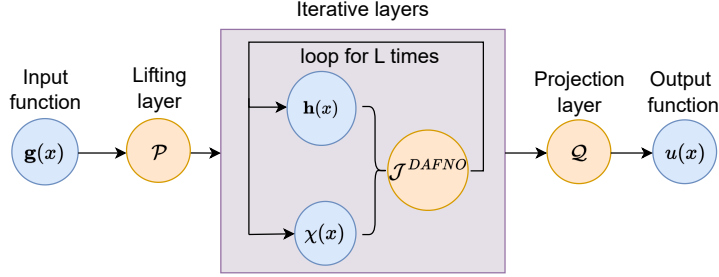 Iterative layers
Input
function
Lifting
layer
loop for L times
Projection
layer
Output
function
g(x)
𝒫
h(x)
χ(x)
𝒥^{DAFNO}
𝒬
u(x)